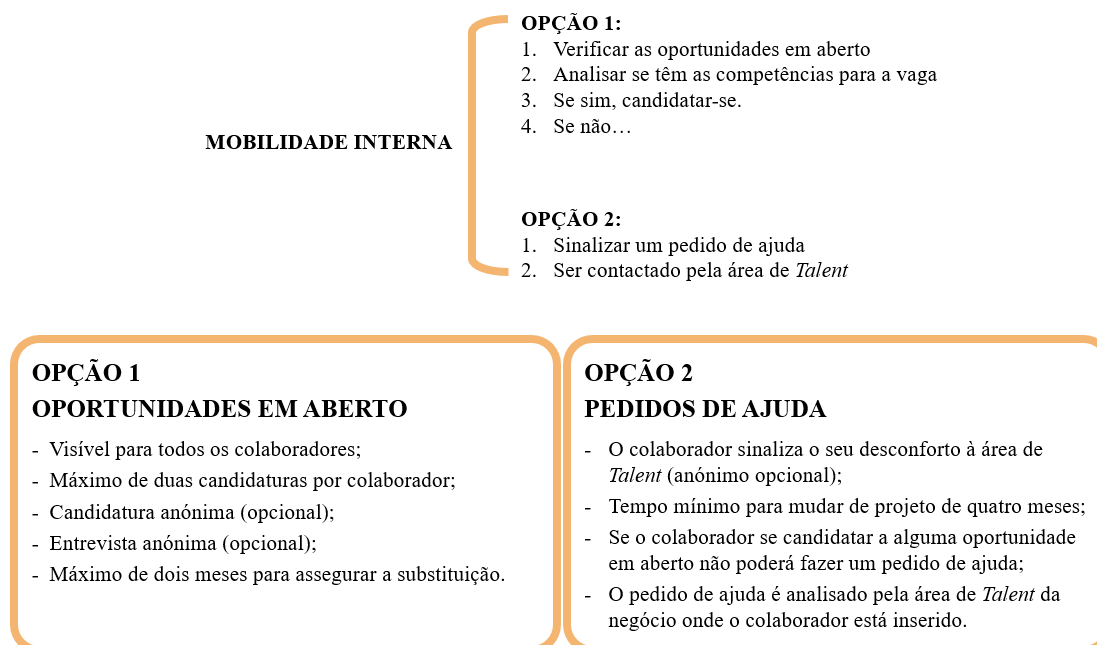 OPÇÃO 1:
1. Verificar as oportunidades em aberto
2. Analisar se têm as competências para a vaga
3. Se sim, candidatar-se.
4. Se não…
MOBILIDADE INTERNA
OPÇÃO 2:
1. Sinalizar um pedido de ajuda
2. Ser contactado pela área de Talent
OPÇÃO 1
OPORTUNIDADES EM ABERTO
- Visível para todos os colaboradores;
- Máximo de duas candidaturas por colaborador;
- Candidatura anónima (opcional);
- Entrevista anónima (opcional);
- Máximo de dois meses para assegurar a substituição.
OPÇÃO 2
PEDIDOS DE AJUDA
- O colaborador sinaliza o seu desconforto à área de
Talent (anónimo opcional);
- Tempo mínimo para mudar de projeto de quatro meses;
- Se o colaborador se candidatar a alguma oportunidade
em aberto não poderá fazer um pedido de ajuda;
- O pedido de ajuda é analisado pela área de Talent da
negócio onde o colaborador está inserido.